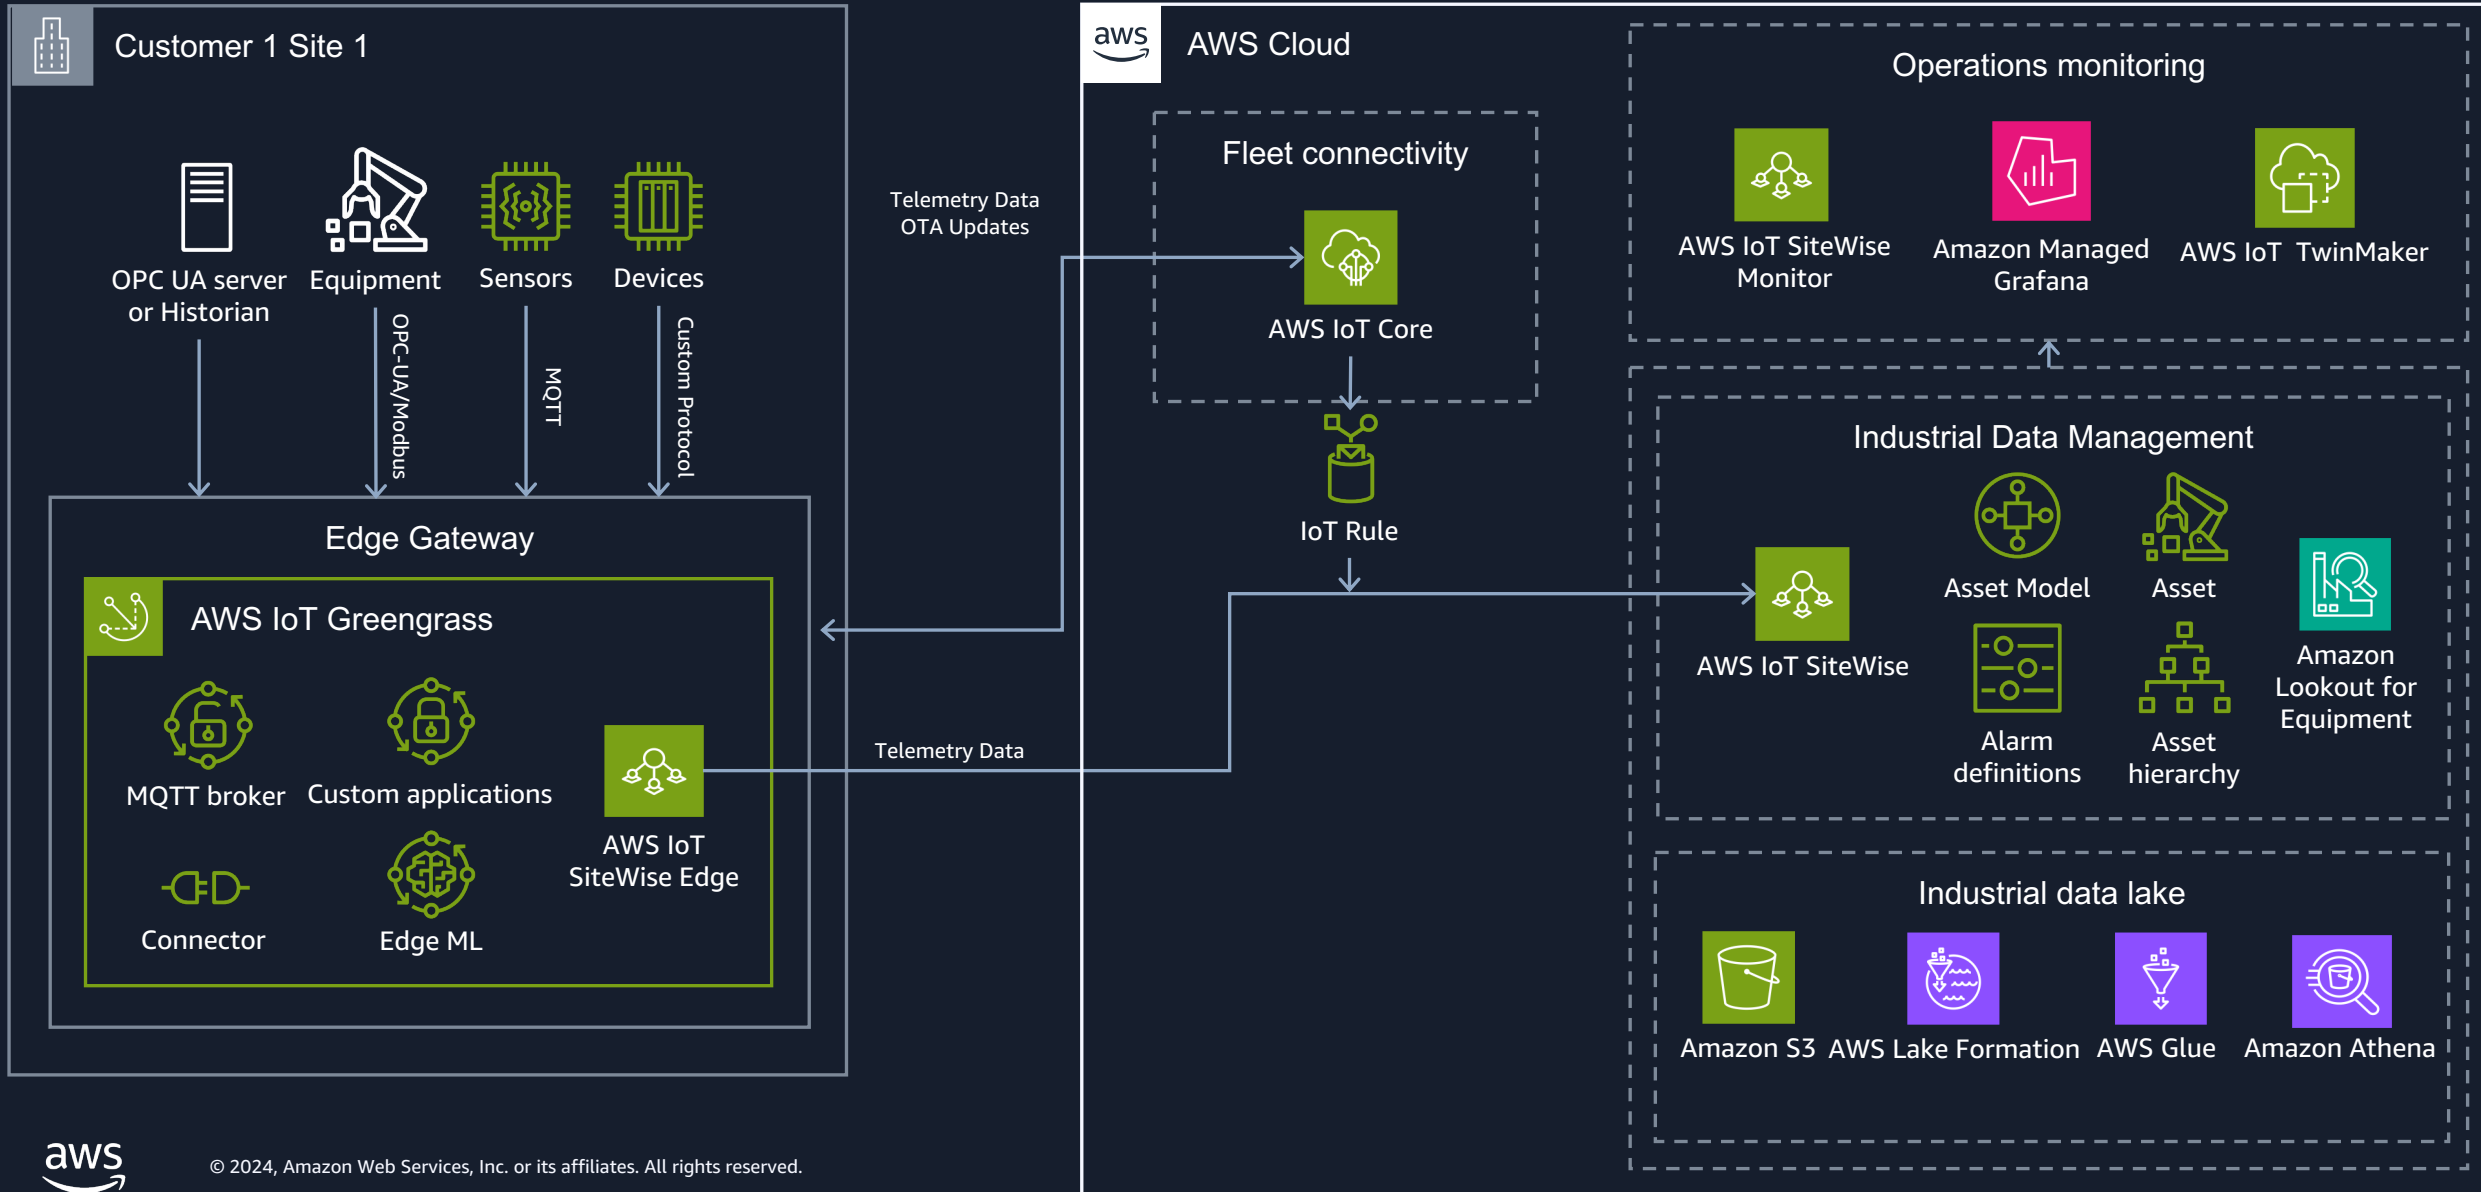 Customer 1 Site 1
OPC UA server
or Historian
Equipment
Sensors
Devices
OPC-UA/Modbus
MQTT
Custom Protocol
Edge Gateway
AWS IoT Greengrass
MQTT broker
Custom applications
Connector
Edge ML
AWS IoT
SiteWise Edge
Telemetry Data
OTA Updates
Telemetry Data
aws
AWS Cloud
Fleet connectivity
AWS IoT Core
IoT Rule
Operations monitoring
AWS IoT SiteWise
Monitor
Amazon Managed
Grafana
AWS IoT TwinMaker
Industrial Data Management
AWS IoT SiteWise
Asset Model
Asset
Alarm
definitions
Asset
hierarchy
Amazon
Lookout for
Equipment
Industrial data lake
Amazon S3
AWS Lake Formation
AWS Glue
Amazon Athena
aws
© 2024, Amazon Web Services, Inc. or its affiliates. All rights reserved.